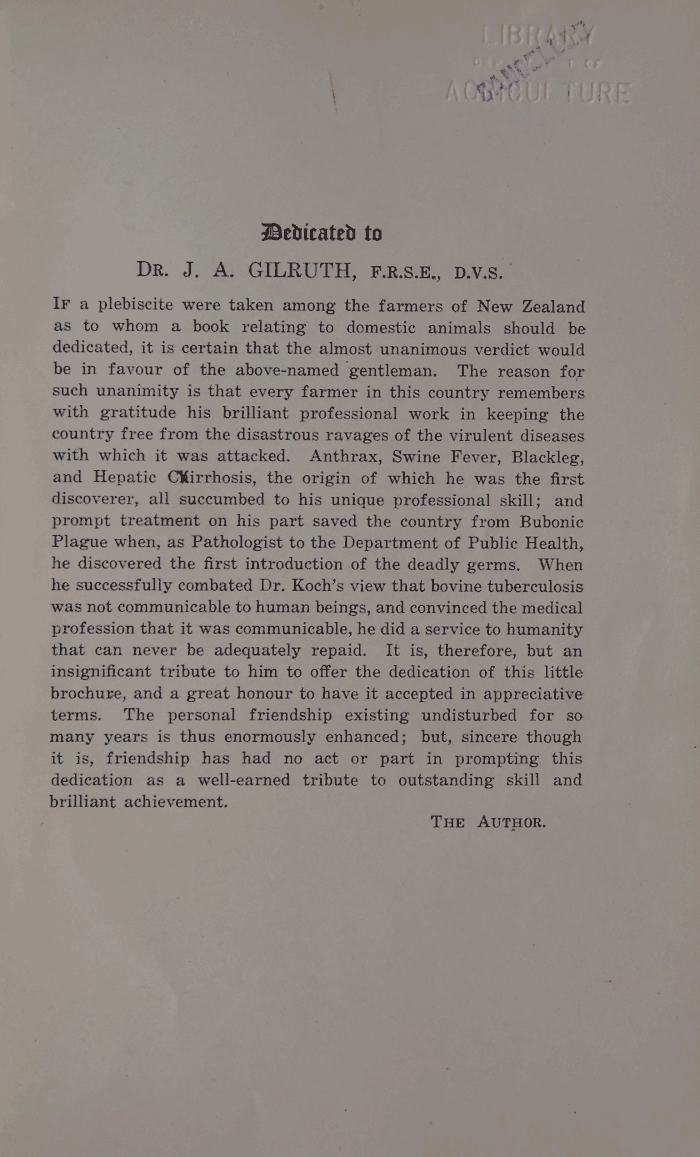 LIBRARY
CANCELLED
AGRICULTURE
Dedicated to
DR. J. A. GILRUTH, F.R.S.E., D.V.S.
IF a plebiscite were taken among the farmers of New Zealand
as to whom a book relating to domestic animals should be
dedicated, it is certain that the almost unanimous verdict would
be in favour of the above-named gentleman. The reason for
such unanimity is that every farmer in this country remembers
with gratitude his brilliant professional work in keeping the
country free from the disastrous ravages of the virulent diseases
with which it was attacked. Anthrax, Swine Fever, Blackleg,
and Hepatic Cirrhosis, the origin of which he was the first
discoverer, all succumbed to his unique professional skill; and
prompt treatment on his part saved the country from Bubonic
Plague when, as Pathologist to the Department of Public Health,
he discovered the first introduction of the deadly germs. When
he successfully combated Dr. Koch's view that bovine tuberculosis
was not communicable to human beings, and convinced the medical
profession that it was communicable, he did a service to humanity
that can never be adequately repaid. It is, therefore, but an
insignificant tribute to him to offer the dedication of this little
brochure, and a great honour to have it accepted in appreciative
terms. The personal friendship existing undisturbed for so
many years is thus enormously enhanced; but, sincere though
it is, friendship has had no act or part in prompting this
dedication as a well-earned tribute to outstanding skill and
brilliant achievement.
THE AUTHOR.